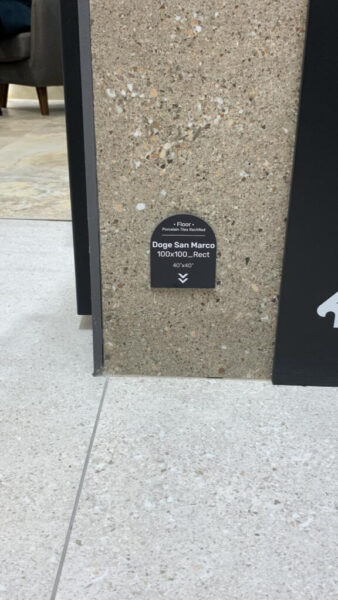 • Floor •
Porcelain Tiles Rectified
Doge San Marco
100x100_Rect
40"x40"